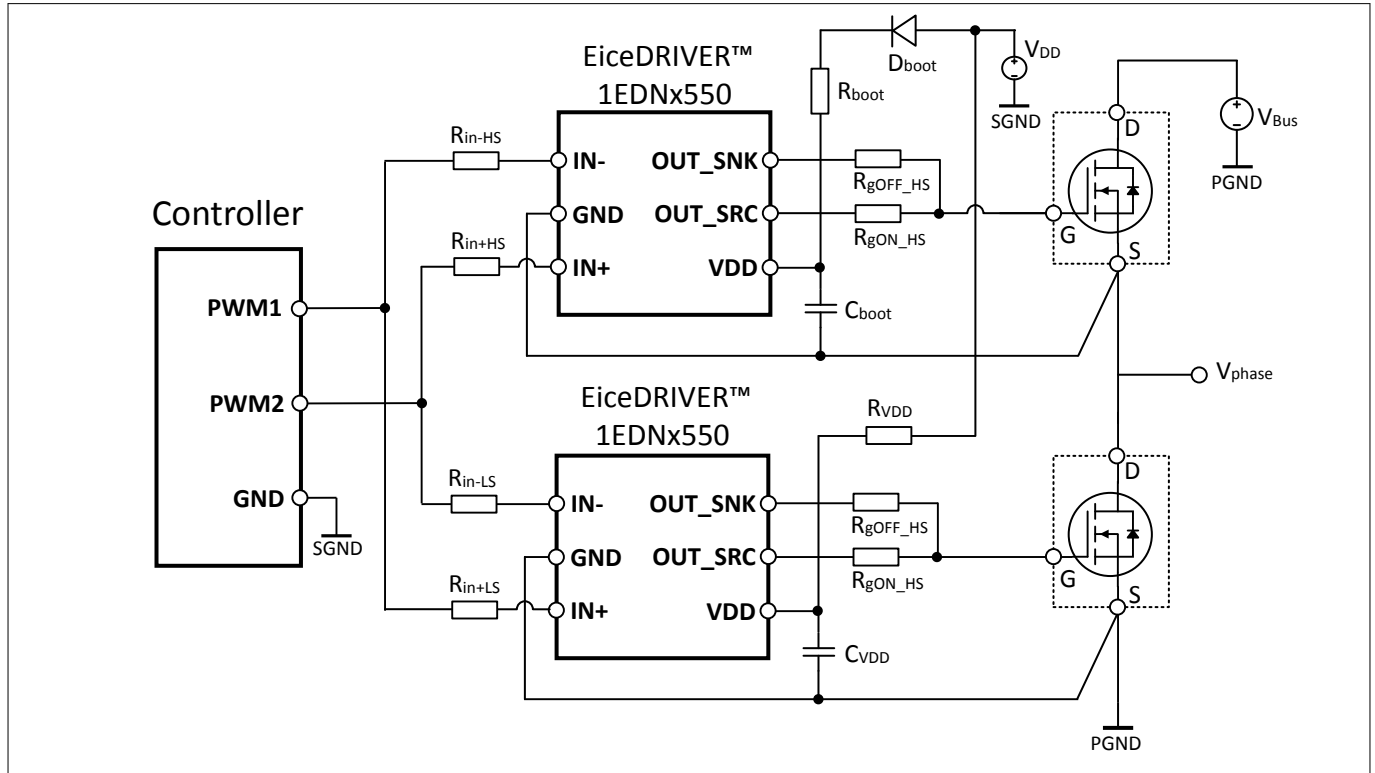 EiceDRIVER™
1EDNx550
Dboot
VDD
Rboot
SGND
VBus
PGND
Rin-HS
IN-
OUT_SNK
RgOFF_HS
D
GND
OUT_SRC
RgON_HS
G
S
Rin+HS
IN+
VDD
Cboot
Controller
PWM1
PWM2
GND
SGND
Vphase
EiceDRIVER™
1EDNx550
RVDD
Rin-LS
IN-
OUT_SNK
RgOFF_HS
D
GND
OUT_SRC
RgON_HS
G
S
Rin+LS
IN+
VDD
CVDD
PGND